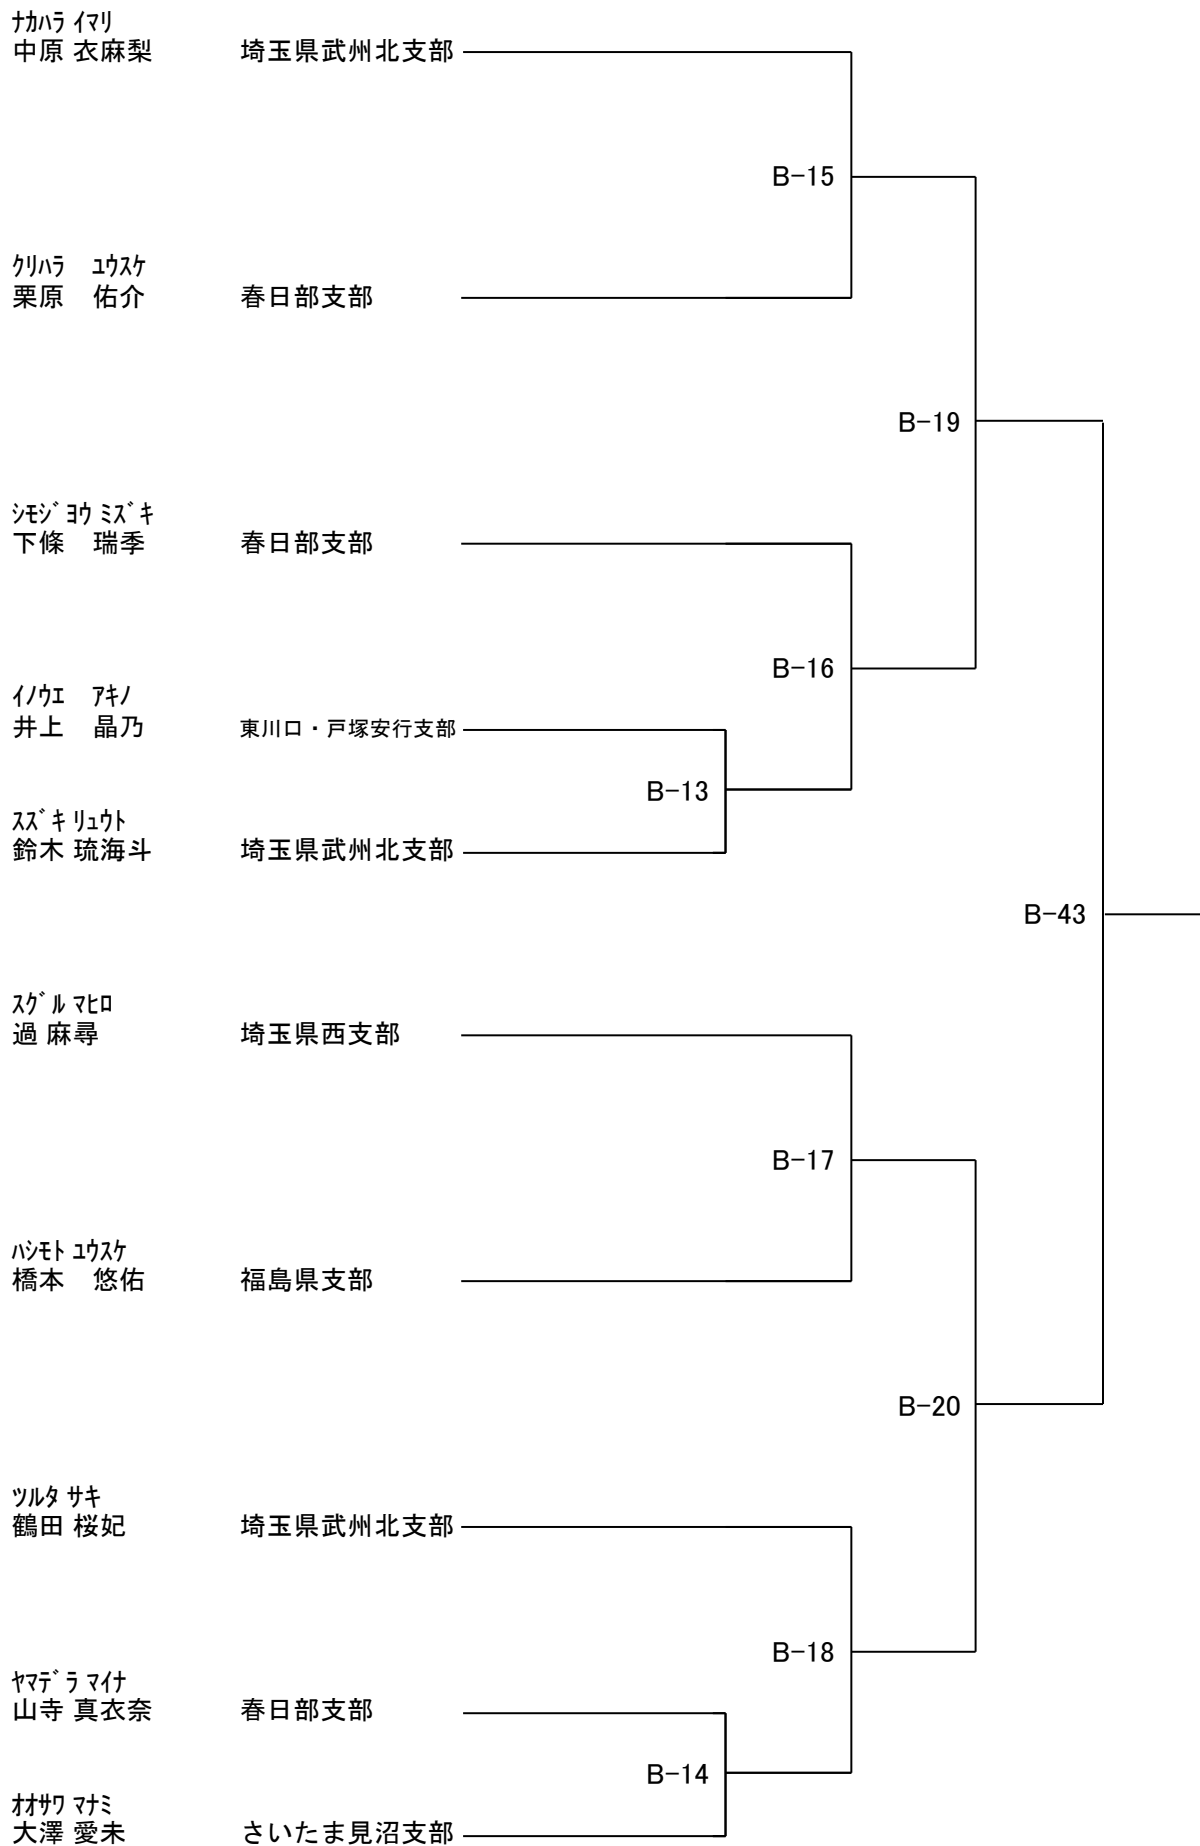 ﾅｶﾊﾗ ｲﾏﾘ
中原 衣麻梨 埼玉県武州北支部
B-15
ｸﾘﾊﾗ　ﾕｳｽｹ
栗原　佑介 春日部支部
B-19
ｼﾓｼﾞﾖｳ ﾐｽﾞｷ
下條　瑞季 春日部支部
B-16
ｲﾉｳｴ　ｱｷﾉ
井上　晶乃 東川口・戸塚安行支部
B-13
ｽｽﾞｷ ﾘｭｳﾄ
鈴木 琉海斗 埼玉県武州北支部
B-43
ｽｸﾞﾙ ﾏﾋﾛ
過 麻尋 埼玉県西支部
B-17
ﾊｼﾓﾄ ﾕｳｽｹ
橋本　悠佑 福島県支部
B-20
ﾂﾙﾀ ｻｷ
鶴田 桜妃 埼玉県武州北支部
B-18
ﾔﾏﾃﾞﾗ ﾏｲﾅ
山寺 真衣奈 春日部支部
B-14
ｵｵｻﾜ ﾏﾅﾐ
大澤 愛未 さいたま見沼支部